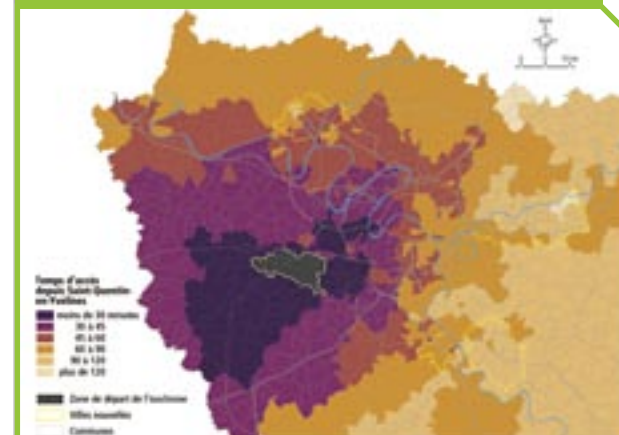 Nord
Temps d'accès
depuis Saint-Quentin-
en-Yvelines
moins de 30 minutes
30 à 45
45 à 60
60 à 90
90 à 120
plus de 120
Zone de départ de l'isochrone
Villes nouvelles
Communes